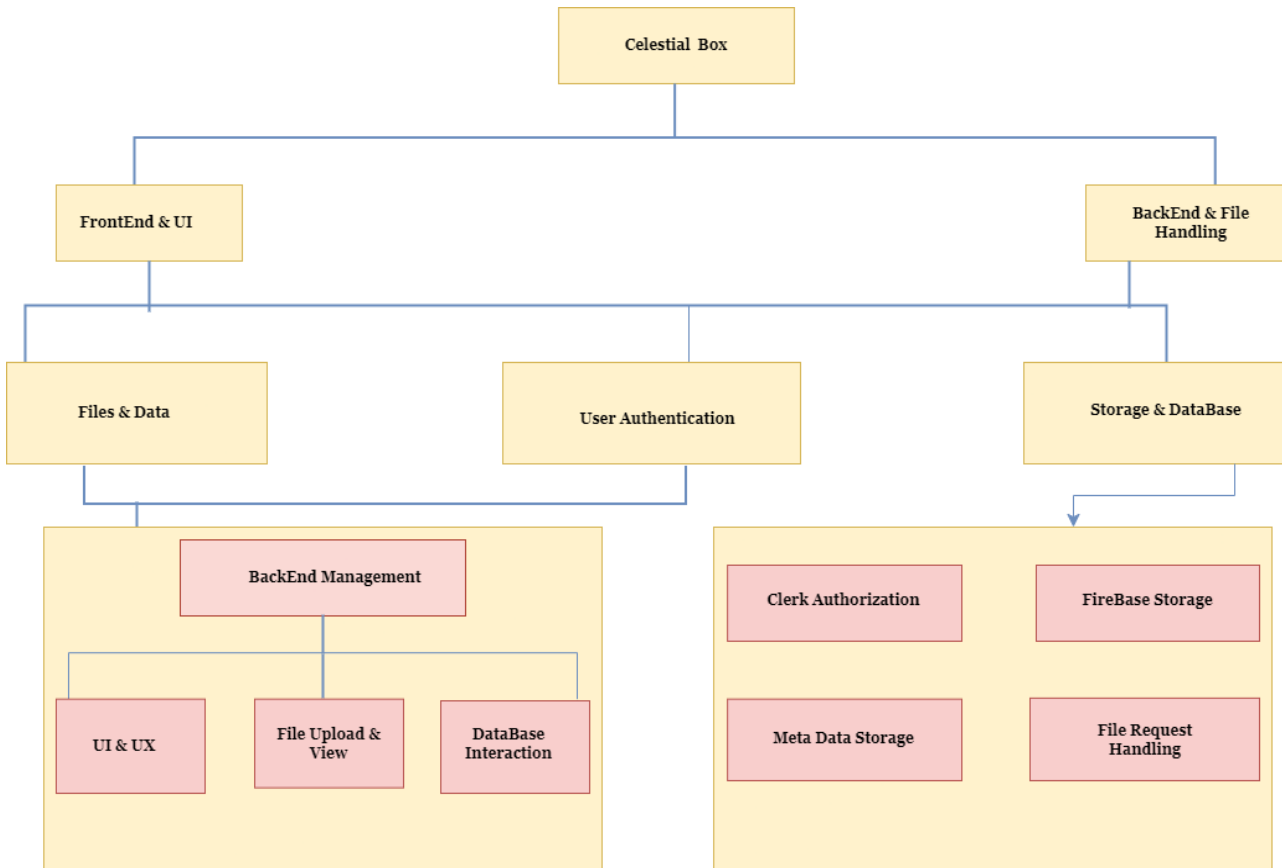 Celestial Box
FrontEnd & UI
BackEnd & File
Handling
Files & Data
User Authentication
Storage & DataBase
BackEnd Management
UI & UX
File Upload &
View
DataBase
Interaction
Clerk Authorization
FireBase Storage
Meta Data Storage
File Request
Handling